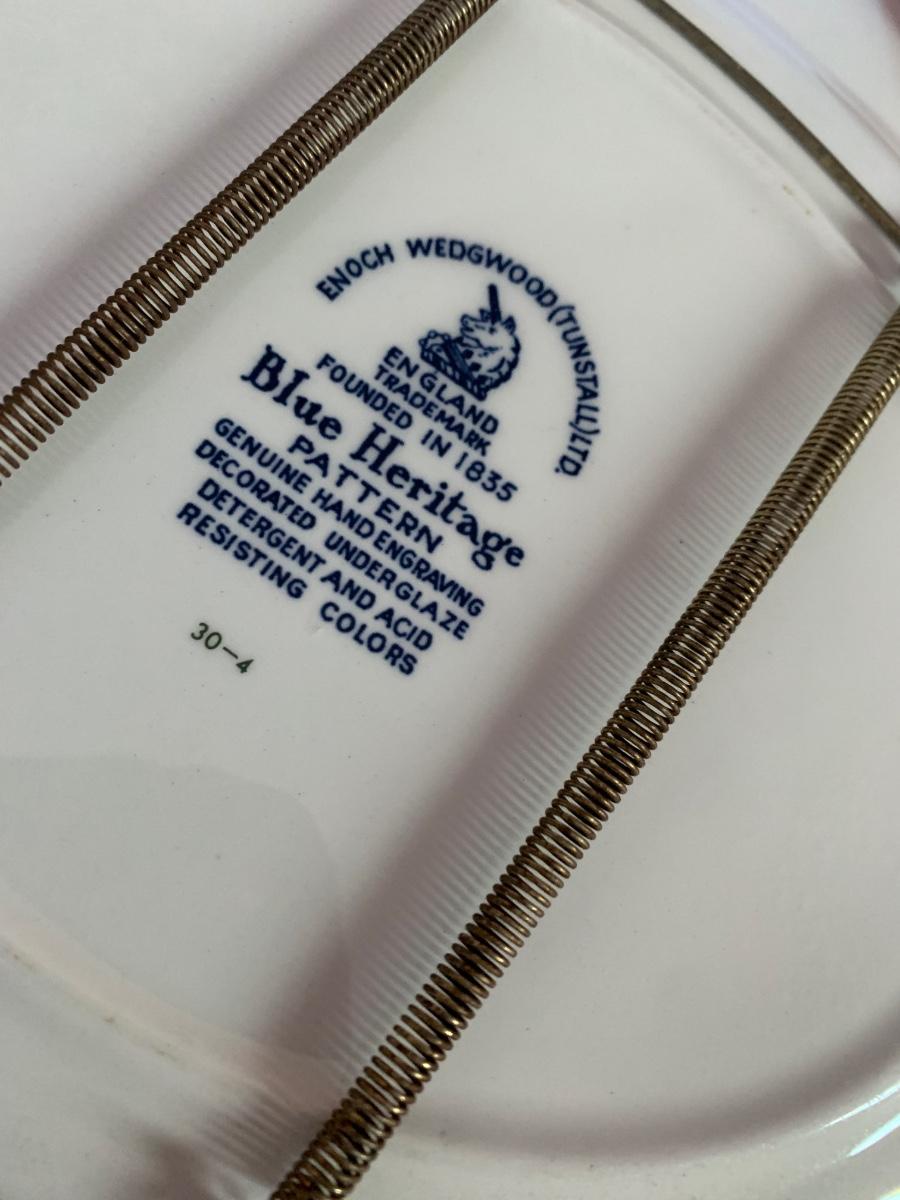 ENOCH WEDGWOOD (TUNSTALL) LTD.
ENGLAND
TRADEMARK
FOUNDED IN 1835
Blue Heritage
PATTERN
GENUINE HAND ENGRAVING
DECORATED UNDERGLAZE
DETERGENT AND ACID
RESISTING COLORS
30-4